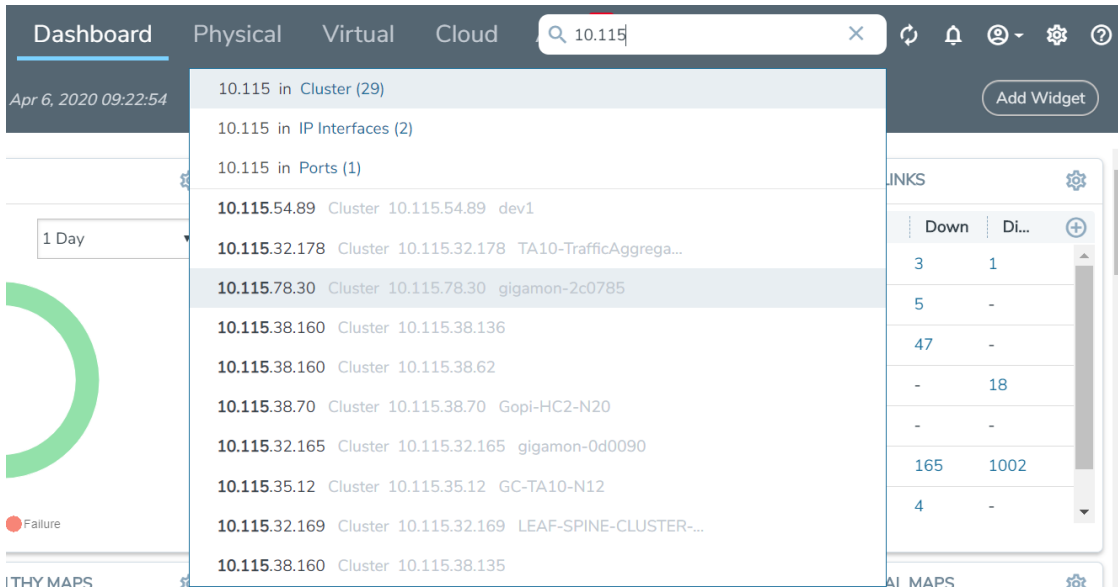 Dashboard Physical Virtual Cloud 10.115
Apr 6, 2020 09:22:54
Add Widget
10.115 in Cluster (29)
10.115 in IP Interfaces (2)
10.115 in Ports (1)
10.115.54.89 Cluster 10.115.54.89 dev1
10.115.32.178 Cluster 10.115.32.178 TA10-TrafficAggrega...
10.115.78.30 Cluster 10.115.78.30 gigamon-2c0785
10.115.38.160 Cluster 10.115.38.136
10.115.38.160 Cluster 10.115.38.62
10.115.38.70 Cluster 10.115.38.70 Gopi-HC2-N20
10.115.32.165 Cluster 10.115.32.165 gigamon-0d0090
10.115.35.12 Cluster 10.115.35.12 GC-TA10-N12
10.115.32.169 Cluster 10.115.32.169 LEAF-SPINE-CLUSTER-...
10.115.38.160 Cluster 10.115.38.135
1 Day
Failure
THY MAPS
INKS
Down Di...
3 1
5 -
47 -
- 18
- -
165 1002
4 -
AL MAPS